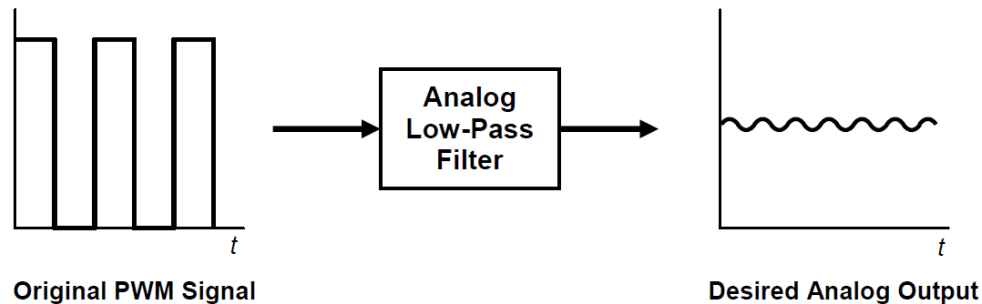 Analog
Low-Pass
Filter
t
t
Original PWM Signal
Desired Analog Output